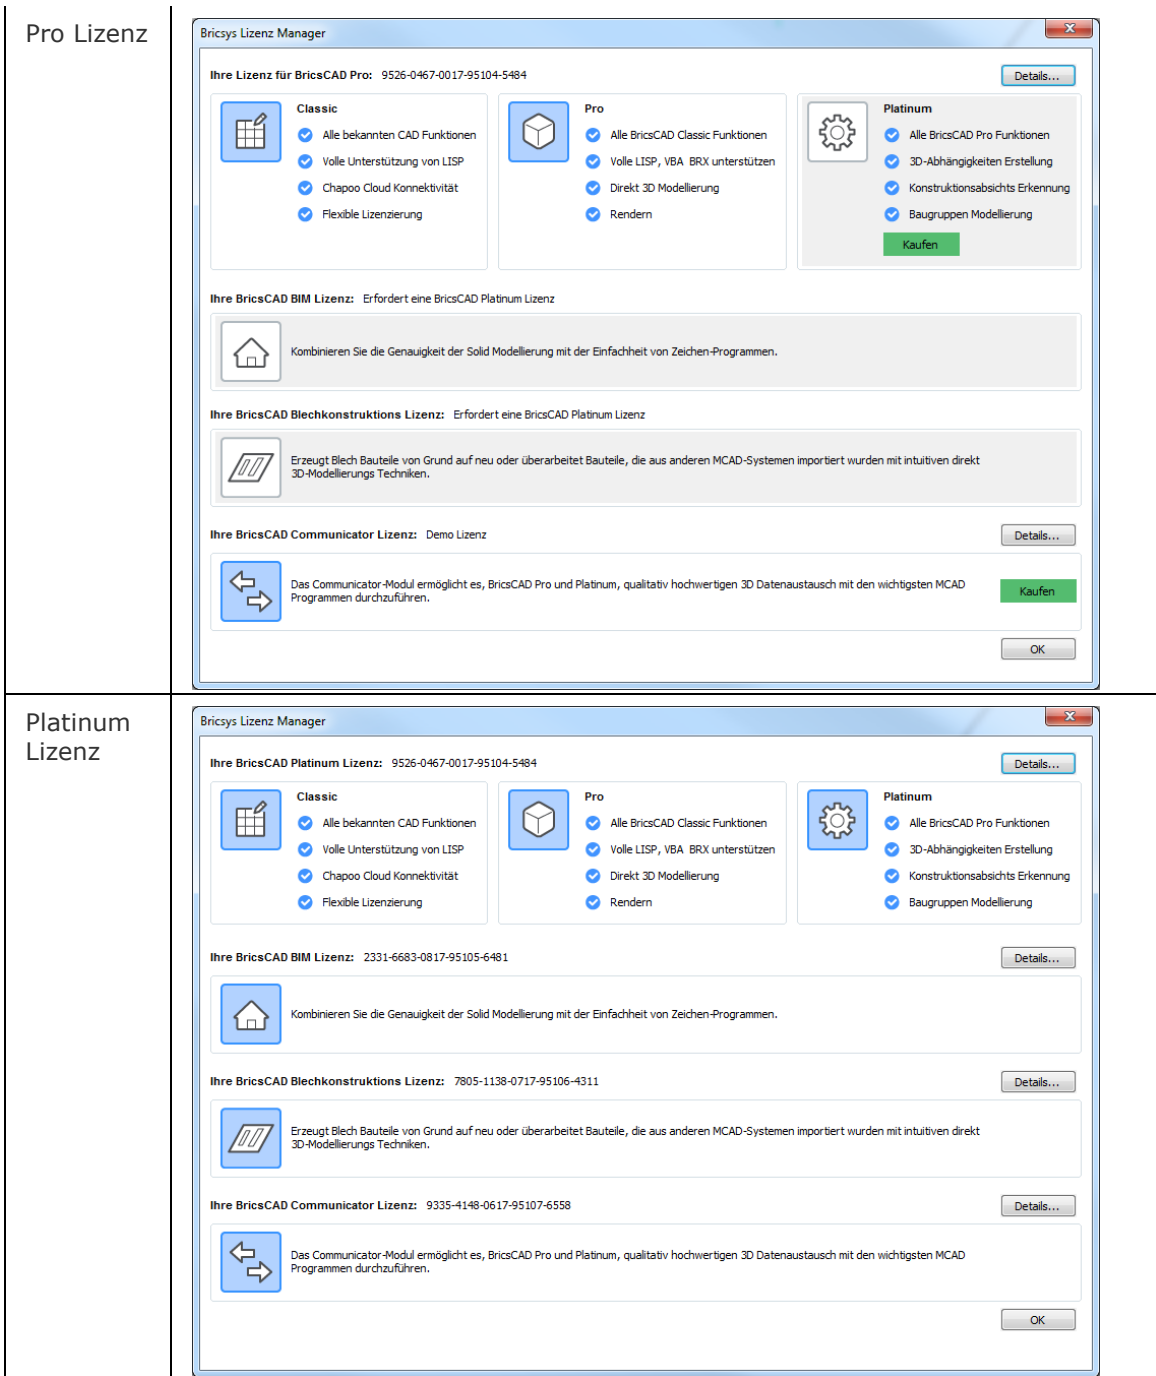 Pro Lizenz
Bricsys Lizenz Manager
Ihre Lizenz für BricsCAD Pro: 9526-0467-0017-95104-5484
Details...
Classic
Alle bekannten CAD Funktionen
Volle Unterstützung von LISP
Chapoo Cloud Konnektivität
Flexible Lizenzierung
Pro
Alle BricsCAD Classic Funktionen
Volle LISP, VBA BRX unterstützen
Direkt 3D Modellierung
Rendern
Platinum
Alle BricsCAD Pro Funktionen
3D-Abhängigkeiten Erstellung
Konstruktionsabsichts Erkennung
Baugruppen Modellierung
Kaufen
Ihre BricsCAD BIM Lizenz: Erfordert eine BricsCAD Platinum Lizenz
Kombinieren Sie die Genauigkeit der Solid Modellierung mit der Einfachheit von Zeichen-Programmen.
Ihre BricsCAD Blechkonstruktions Lizenz: Erfordert eine BricsCAD Platinum Lizenz
Erzeugt Blech Bauteile von Grund auf neu oder überarbeitet Bauteile, die aus anderen MCAD-Systemen importiert wurden mit intuitiven direkt
3D-Modellierungs Techniken.
Ihre BricsCAD Communicator Lizenz: Demo Lizenz
Details...
Das Communicator-Modul ermöglicht es, BricsCAD Pro und Platinum, qualitativ hochwertigen 3D Datenaustausch mit den wichtigsten MCAD
Programmen durchzuführen.
Kaufen
OK
Platinum
Lizenz
Bricsys Lizenz Manager
Ihre BricsCAD Platinum Lizenz: 9526-0467-0017-95104-5484
Details...
Classic
Alle bekannten CAD Funktionen
Volle Unterstützung von LISP
Chapoo Cloud Konnektivität
Flexible Lizenzierung
Pro
Alle BricsCAD Classic Funktionen
Volle LISP, VBA BRX unterstützen
Direkt 3D Modellierung
Rendern
Platinum
Alle BricsCAD Pro Funktionen
3D-Abhängigkeiten Erstellung
Konstruktionsabsichts Erkennung
Baugruppen Modellierung
Ihre BricsCAD BIM Lizenz: 2331-6683-0817-95105-6481
Details...
Kombinieren Sie die Genauigkeit der Solid Modellierung mit der Einfachheit von Zeichen-Programmen.
Ihre BricsCAD Blechkonstruktions Lizenz: 7805-1138-0717-95106-4311
Details...
Erzeugt Blech Bauteile von Grund auf neu oder überarbeitet Bauteile, die aus anderen MCAD-Systemen importiert wurden mit intuitiven direkt
3D-Modellierungs Techniken.
Ihre BricsCAD Communicator Lizenz: 9335-4148-0617-95107-6558
Details...
Das Communicator-Modul ermöglicht es, BricsCAD Pro und Platinum, qualitativ hochwertigen 3D Datenaustausch mit den wichtigsten MCAD
Programmen durchzuführen.
OK